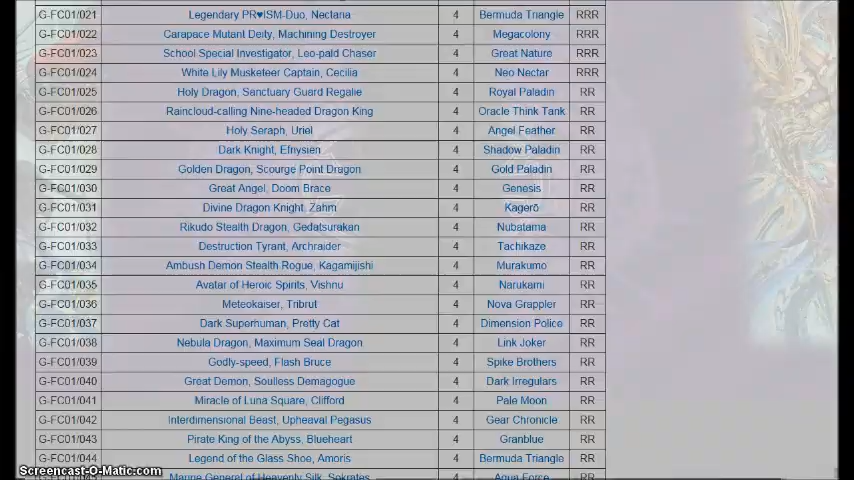 G-FC01/021 Legendary PR♥ISM-Duo, Nectaria 4 Bermuda Triangle RRR
G-FC01/022 Carapace Mutant Deity, Machining Destroyer 4 Megacolony RRR
G-FC01/023 School Special Investigator, Leo-pald Chaser 4 Great Nature RRR
G-FC01/024 White Lily Musketeer Captain, Cecilia 4 Neo Nectar RRR
G-FC01/025 Holy Dragon, Sanctuary Guard Regalie 4 Royal Paladin RR
G-FC01/026 Raincloud-calling Nine-headed Dragon King 4 Oracle Think Tank RR
G-FC01/027 Holy Seraph, Uriel 4 Angel Feather RR
G-FC01/028 Dark Knight, Efnysien 4 Shadow Paladin RR
G-FC01/029 Golden Dragon, Scourge Point Dragon 4 Gold Paladin RR
G-FC01/030 Great Angel, Doom Brace 4 Genesis RR
G-FC01/031 Divine Dragon Knight, Zahm 4 Kagerō RR
G-FC01/032 Rikudo Stealth Dragon, Gedatsurakan 4 Nubatama RR
G-FC01/033 Destruction Tyrant, Archraider 4 Tachikaze RR
G-FC01/034 Ambush Demon Stealth Rogue, Kagamijishi 4 Murakumo RR
G-FC01/035 Avatar of Heroic Spirits, Vishnu 4 Narukami RR
G-FC01/036 Meteokaiser, Tribrut 4 Nova Grappler RR
G-FC01/037 Dark Superhuman, Pretty Cat 4 Dimension Police RR
G-FC01/038 Nebula Dragon, Maximum Seal Dragon 4 Link Joker RR
G-FC01/039 Godly-speed, Flash Bruce 4 Spike Brothers RR
G-FC01/040 Great Demon, Soulless Demagogue 4 Dark Irregulars RR
G-FC01/041 Miracle of Luna Square, Clifford 4 Pale Moon RR
G-FC01/042 Interdimensional Beast, Upheaval Pegasus 4 Gear Chronicle RR
G-FC01/043 Pirate King of the Abyss, Blueheart 4 Granblue RR
G-FC01/044 Legend of the Glass Shoe, Amoris 4 Bermuda Triangle RR
Marine General of Heavenly Silk, Sokrates 4 Aqua Force RR
Screencast-O-Matic.com